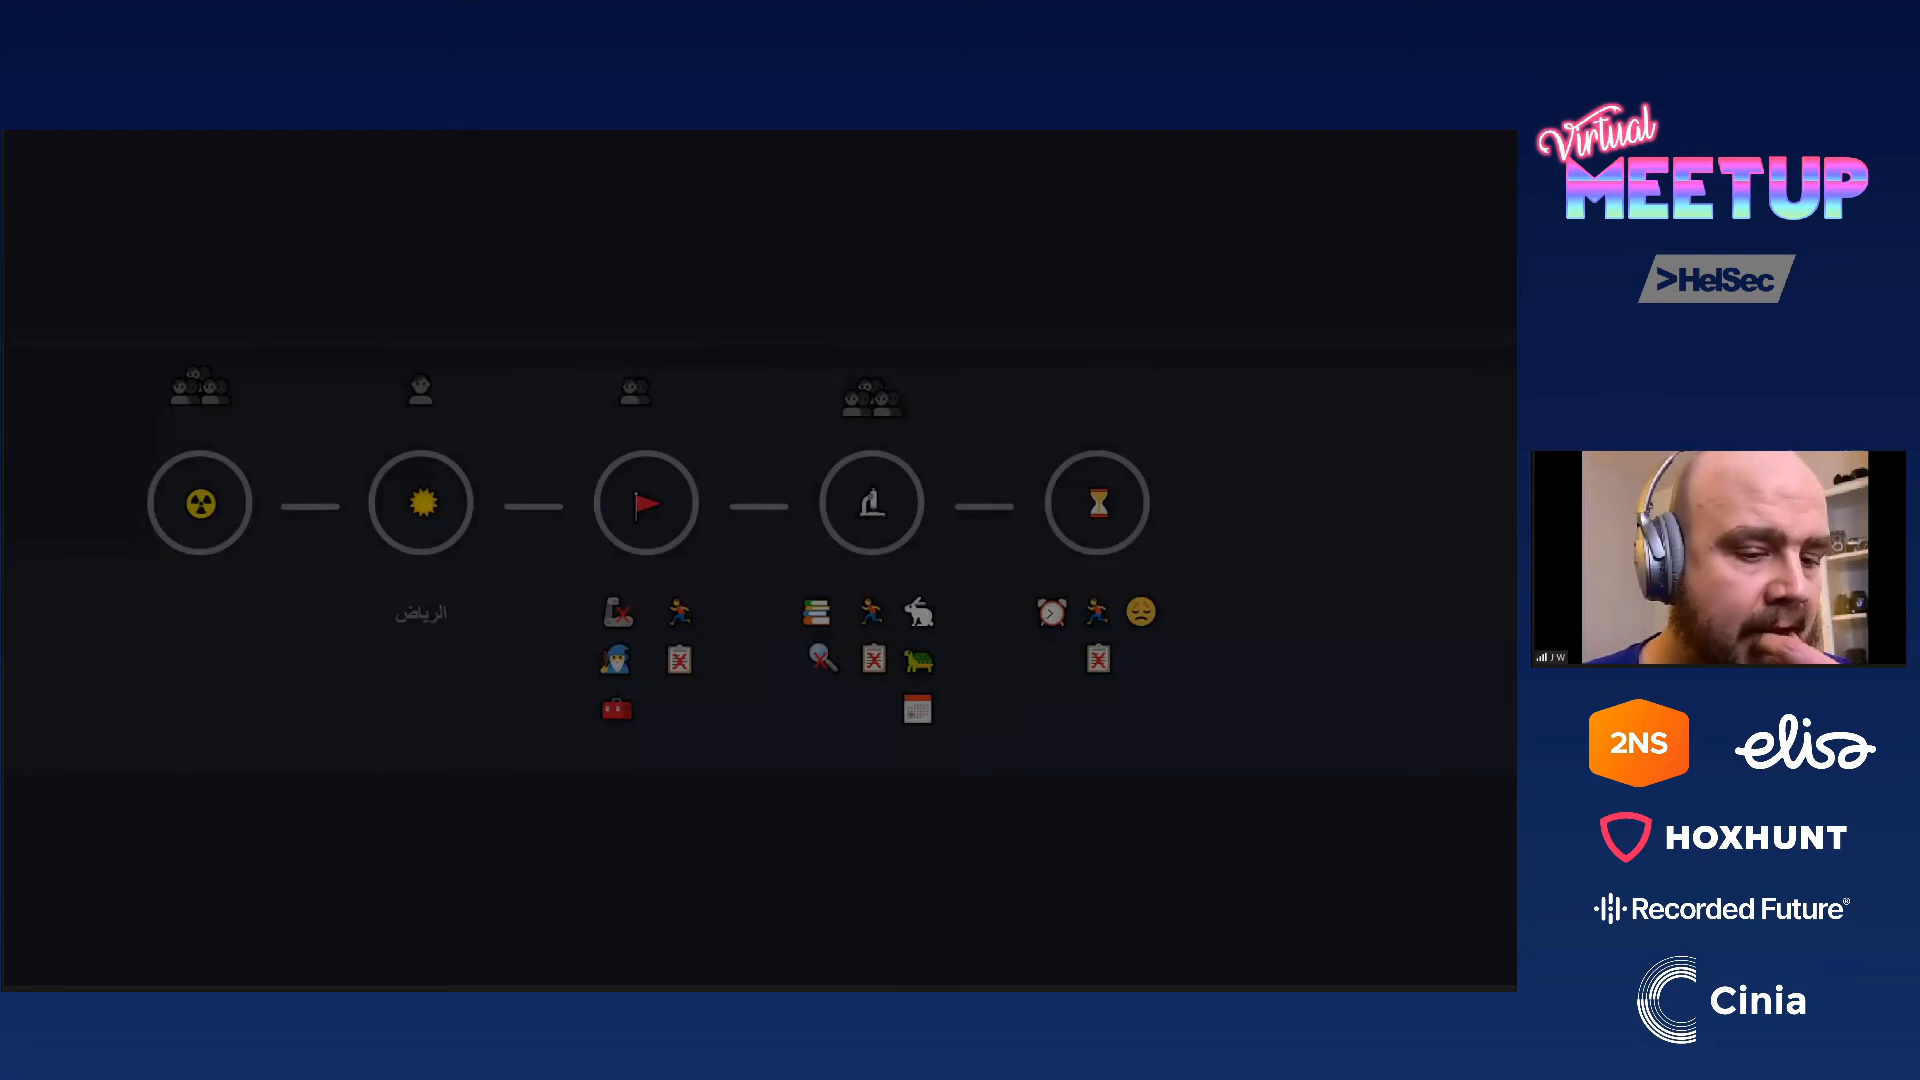 Virtual
MEETUP
>HelSec
الرياض
J W
2NS
elisa
HOXHUNT
Recorded Future®
Cinia